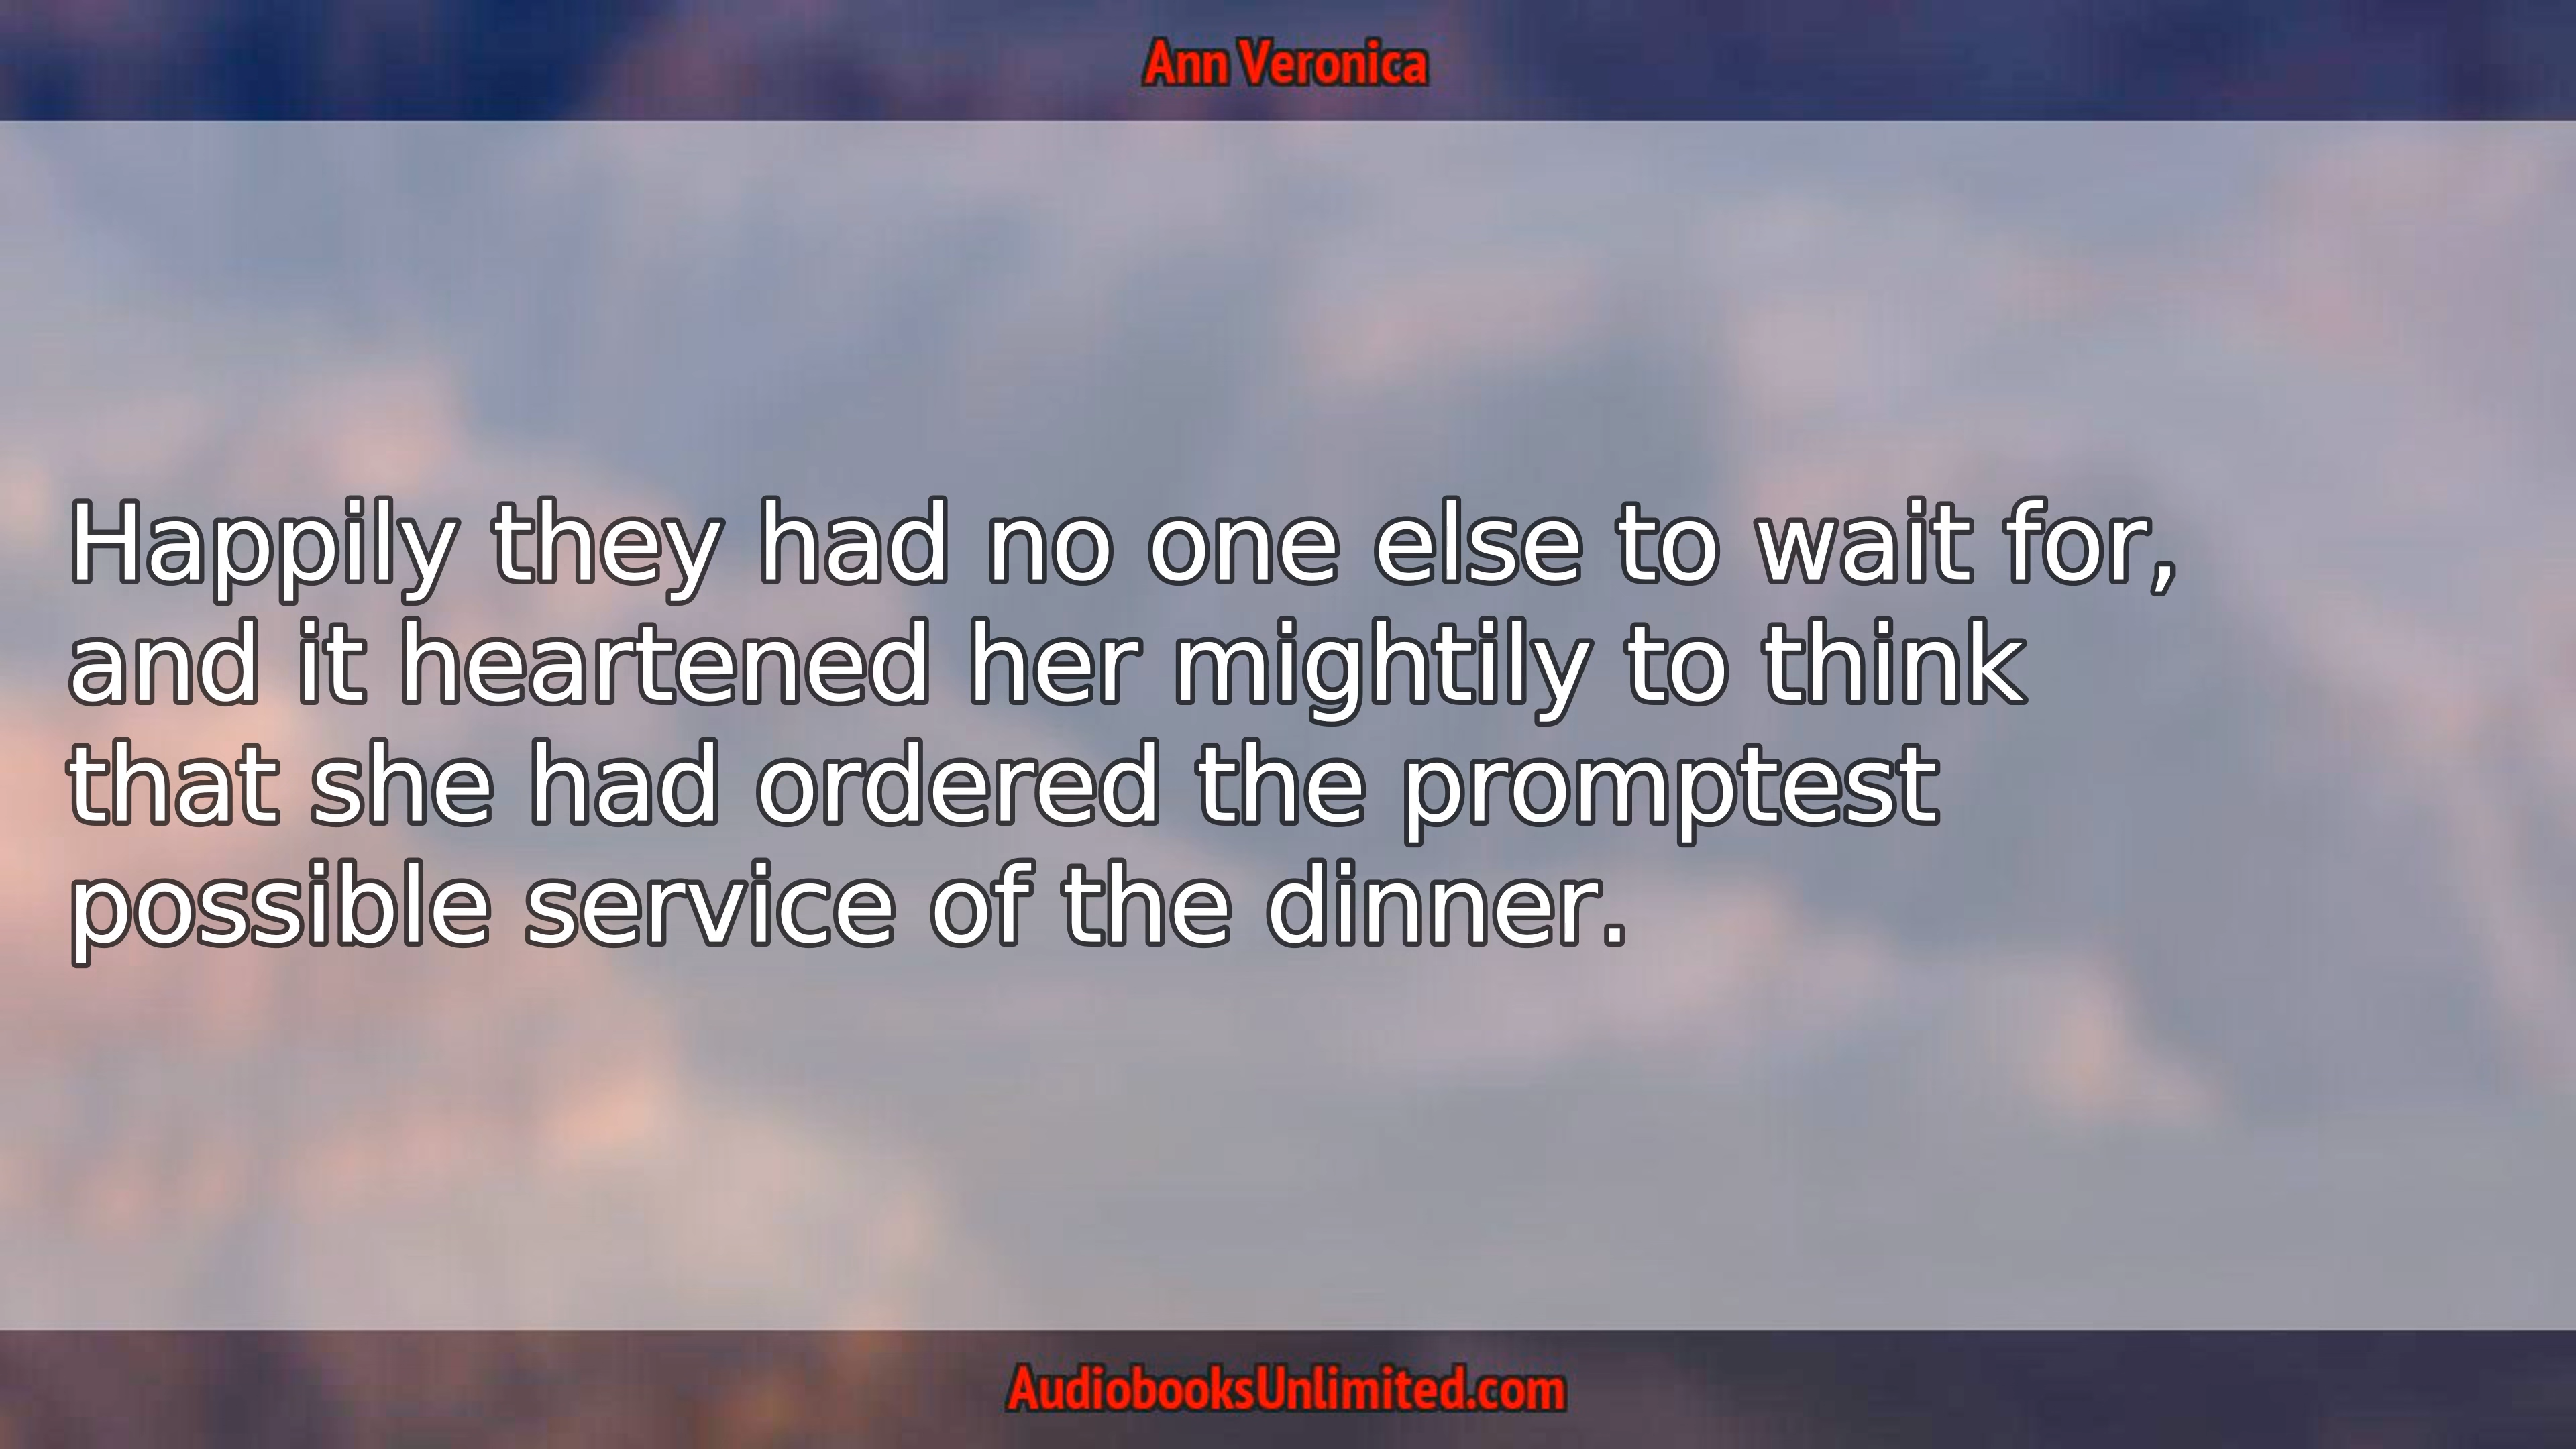 Ann Veronica
Happily they had no one else to wait for,
and it heartened her mightily to think
that she had ordered the promptest
possible service of the dinner.
AudiobooksUnlimited.com